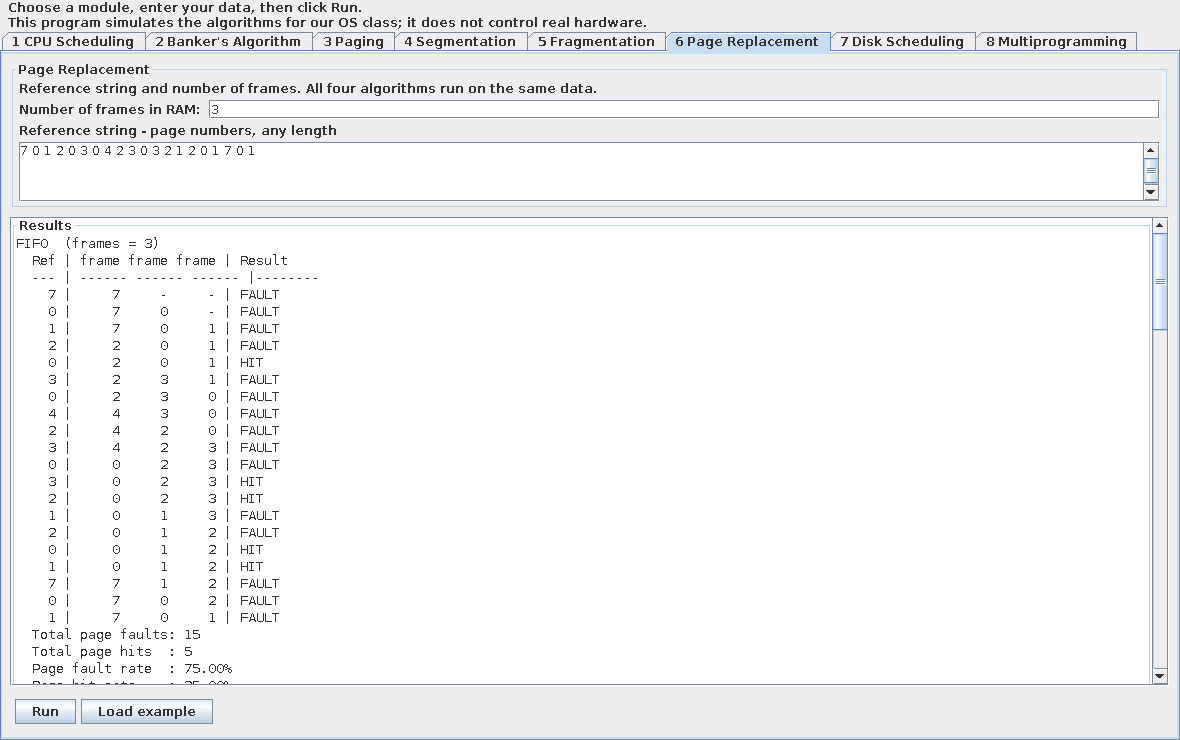 Choose a module, enter your data, then click Run.
This program simulates the algorithms for our OS class; it does not control real hardware.
1 CPU Scheduling 2 Banker's Algorithm 3 Paging 4 Segmentation 5 Fragmentation 6 Page Replacement 7 Disk Scheduling 8 Multiprogramming
Page Replacement
Reference string and number of frames. All four algorithms run on the same data.
Number of frames in RAM: 3
Reference string - page numbers, any length
7 0 1 2 0 3 0 4 2 3 0 3 2 1 2 0 1 7 0 1
Results
FIFO  (frames = 3)
Ref | frame frame frame | Result
--- | ------ ------ ------ |--------
7 | 7 - - | FAULT
0 | 7 0 - | FAULT
1 | 7 0 1 | FAULT
2 | 2 0 1 | FAULT
0 | 2 0 1 | HIT
3 | 2 3 1 | FAULT
0 | 2 3 0 | FAULT
4 | 4 3 0 | FAULT
2 | 4 2 0 | FAULT
3 | 4 2 3 | FAULT
0 | 0 2 3 | FAULT
3 | 0 2 3 | HIT
2 | 0 2 3 | HIT
1 | 0 1 3 | FAULT
2 | 0 1 2 | FAULT
0 | 0 1 2 | HIT
1 | 0 1 2 | HIT
7 | 7 1 2 | FAULT
0 | 7 0 2 | FAULT
1 | 7 0 1 | FAULT
Total page faults: 15
Total page hits  : 5
Page fault rate  : 75.00%
Run Load example